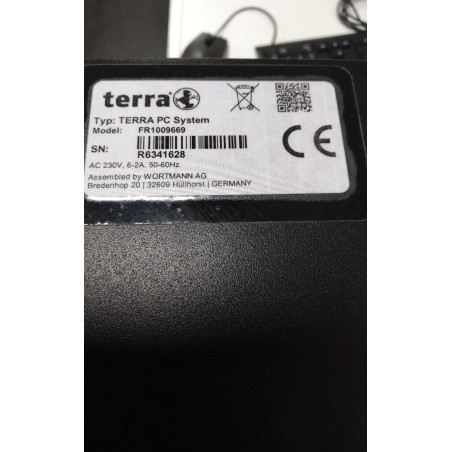 terra
Typ: TERRA PC System
Model: FR1009669
SN:
R6341628
AC 230V, 6-2A, 50-60Hz
Assembled by WORTMANN AG
Bredenhop 20 | 32609 Hüllhorst | GERMANY
CE